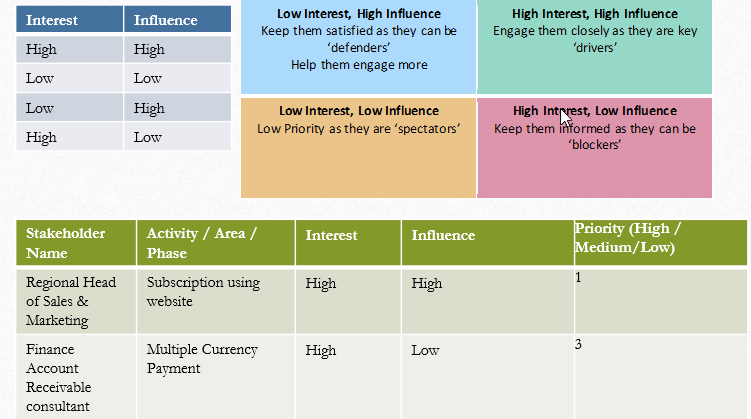 Interest Influence
High High
Low Low
Low High
High Low
Low Interest, High Influence
Keep them satisfied as they can be
‘defenders’
Help them engage more
High Interest, High Influence
Engage them closely as they are key
‘drivers’
Low Interest, Low Influence
Low Priority as they are ‘spectators’
High Interest, Low Influence
Keep them informed as they can be
‘blockers’
Stakeholder
Name
Activity / Area /
Phase
Interest
Influence
Priority (High /
Medium/Low)
Regional Head
of Sales &
Marketing
Subscription using
website
High
High
1
Finance
Account
Receivable
consultant
Multiple Currency
Payment
High
Low
3